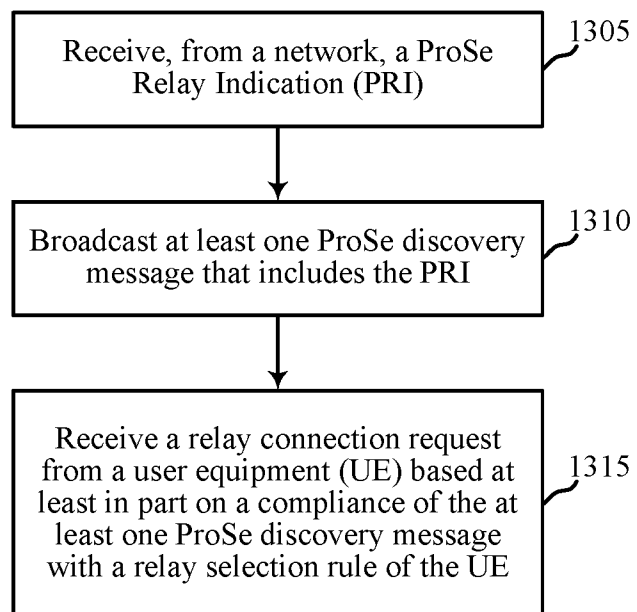 Receive, from a network, a ProSe
Relay Indication (PRI)
1305
Broadcast at least one ProSe discovery
message that includes the PRI
1310
Receive a relay connection request
from a user equipment (UE) based at
least in part on a compliance of the at
least one ProSe discovery message
with a relay selection rule of the UE
1315